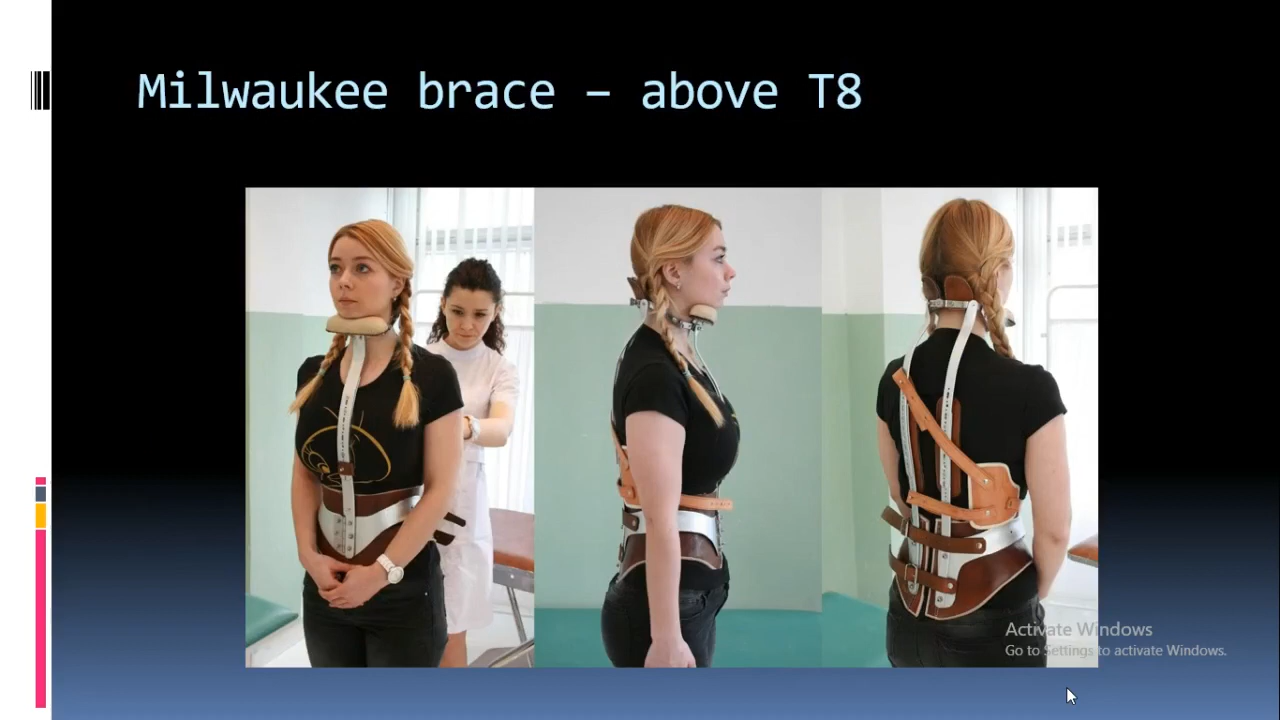 Milwaukee brace – above T8
Activate Windows
Go to Settings to activate Windows.